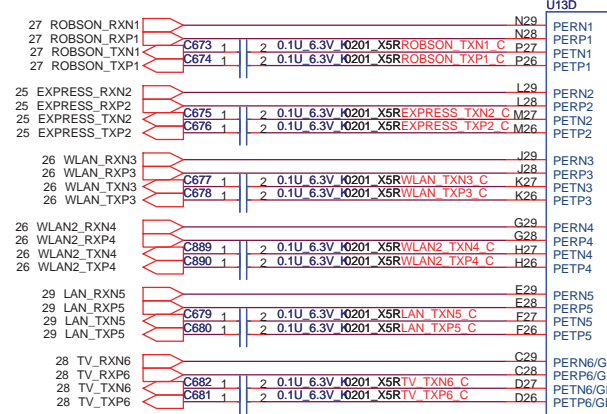 U13D
27 ROBSON_RXN1 N29 PERN1
27 ROBSON_RXP1 N28 PERP1
27 ROBSON_TXN1 C673 1 2 0.1U_6.3V_K0201_X5R ROBSON_TXN1_C P27 PETN1
27 ROBSON_TXP1 C674 1 2 0.1U_6.3V_K0201_X5R ROBSON_TXP1_C P26 PETP1
25 EXPRESS_RXN2 L29 PERN2
25 EXPRESS_RXP2 L28 PERP2
25 EXPRESS_TXN2 C675 1 2 0.1U_6.3V_K0201_X5R EXPRESS_TXN2_C M27 PETN2
25 EXPRESS_TXP2 C676 1 2 0.1U_6.3V_K0201_X5R EXPRESS_TXP2_C M26 PETP2
26 WLAN_RXN3 J29 PERN3
26 WLAN_RXP3 J28 PERP3
26 WLAN_TXN3 C677 1 2 0.1U_6.3V_K0201_X5R WLAN_TXN3_C K27 PETN3
26 WLAN_TXP3 C678 1 2 0.1U_6.3V_K0201_X5R WLAN_TXP3_C K26 PETP3
26 WLAN2_RXN4 G29 PERN4
26 WLAN2_RXP4 G28 PERP4
26 WLAN2_TXN4 C889 1 2 0.1U_6.3V_K0201_X5R WLAN2_TXN4_C H27 PETN4
26 WLAN2_TXP4 C890 1 2 0.1U_6.3V_K0201_X5R WLAN2_TXP4_C H26 PETP4
29 LAN_RXN5 E29 PERN5
29 LAN_RXP5 E28 PERP5
29 LAN_TXN5 C679 1 2 0.1U_6.3V_K0201_X5R LAN_TXN5_C F27 PETN5
29 LAN_TXP5 C680 1 2 0.1U_6.3V_K0201_X5R LAN_TXP5_C F26 PETP5
28 TV_RXN6 C29 PERN6/G
28 TV_RXP6 C28 PERP6/G
28 TV_TXN6 C682 1 2 0.1U_6.3V_K0201_X5R TV_TXN6_C D27 PETN6/G
28 TV_TXP6 C681 1 2 0.1U_6.3V_K0201_X5R TV_TXP6_C D26 PETP6/G